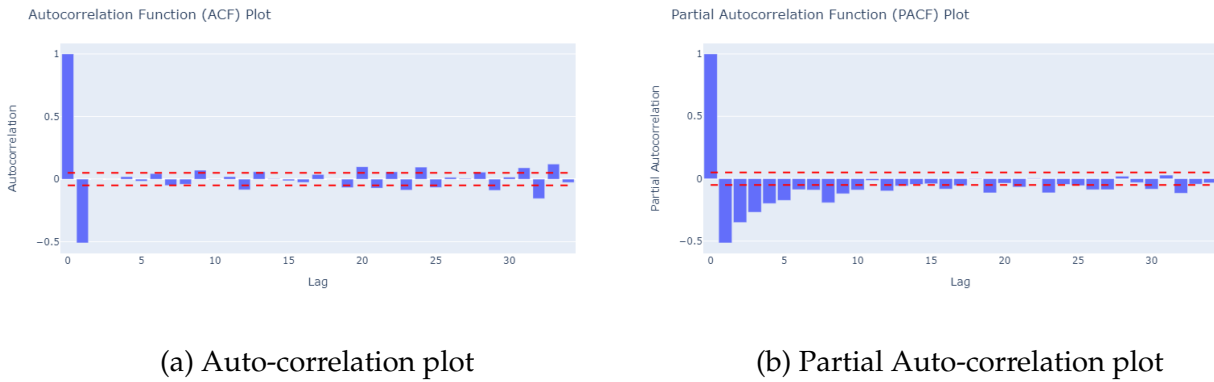 Autocorrelation Function (ACF) Plot
Autocorrelation
1
0.5
0
−0.5
0 5 10 15 20 25 30
Lag
(a) Auto-correlation plot
Partial Autocorrelation Function (PACF) Plot
Partial Autocorrelation
1
0.5
0
−0.5
0 5 10 15 20 25 30
Lag
(b) Partial Auto-correlation plot